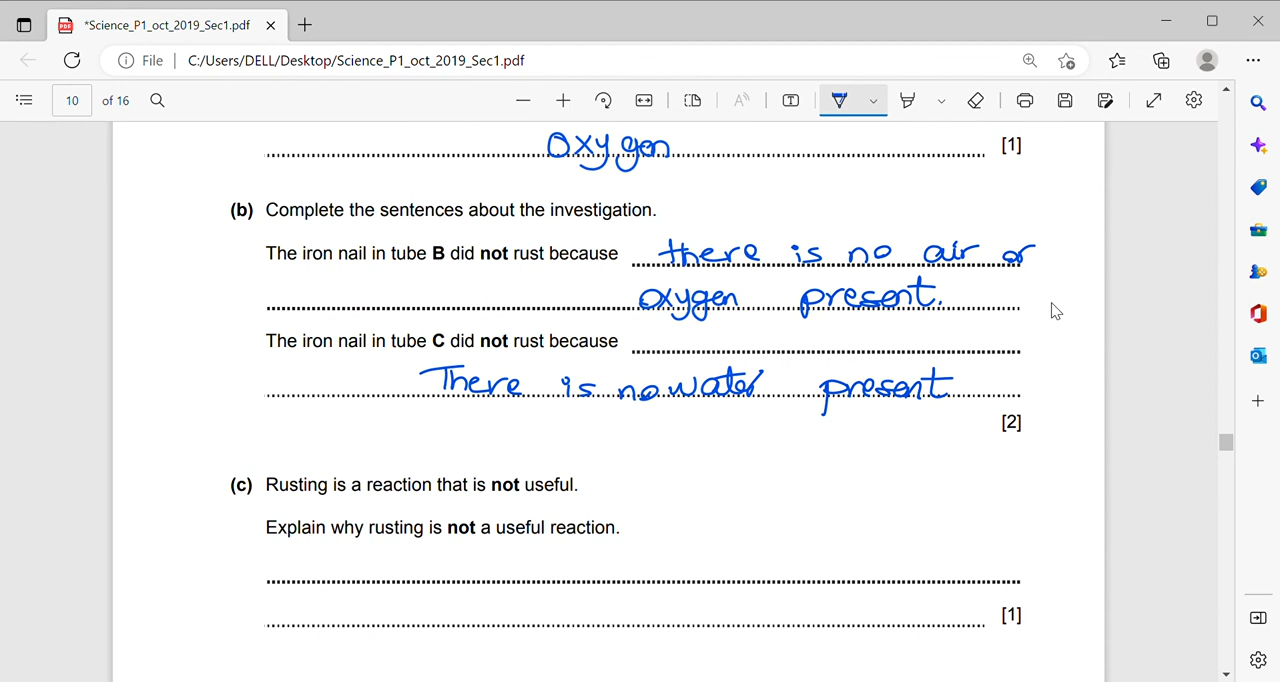 *Science_P1_oct_2019_Sec1.pdf
File C:/Users/DELL/Desktop/Science_P1_oct_2019_Sec1.pdf
10 of 16
Oxygen
[1]
(b) Complete the sentences about the investigation.
The iron nail in tube B did not rust because there is no air or
oxygen present.
The iron nail in tube C did not rust because
There is no water present
[2]
(c) Rusting is a reaction that is not useful.
Explain why rusting is not a useful reaction.
[1]